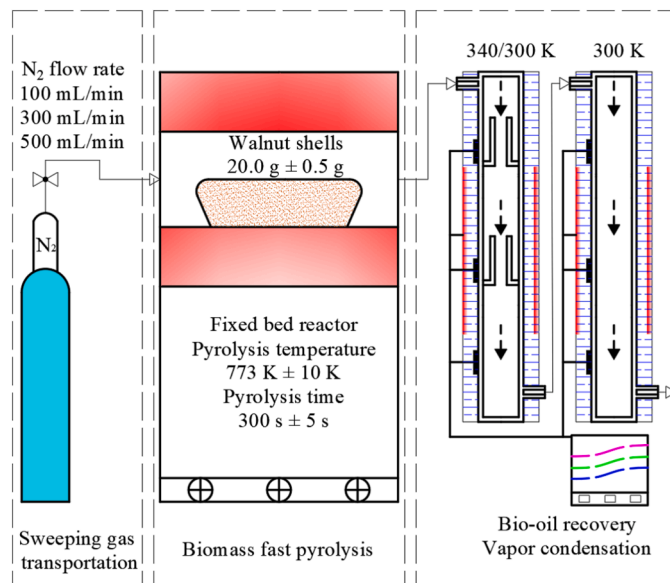 N₂ flow rate
100 mL/min
300 mL/min
500 mL/min
N₂
Sweeping gas
transportation
Walnut shells
20.0 g ± 0.5 g
Fixed bed reactor
Pyrolysis temperature
773 K ± 10 K
Pyrolysis time
300 s ± 5 s
Biomass fast pyrolysis
340/300 K
300 K
Bio-oil recovery
Vapor condensation